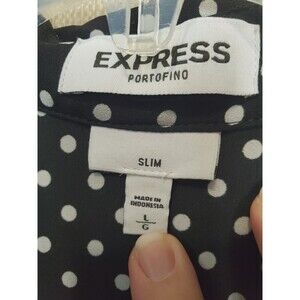 EXPRESS
PORTOFINO
SLIM
MADE IN
INDONESIA
L
G